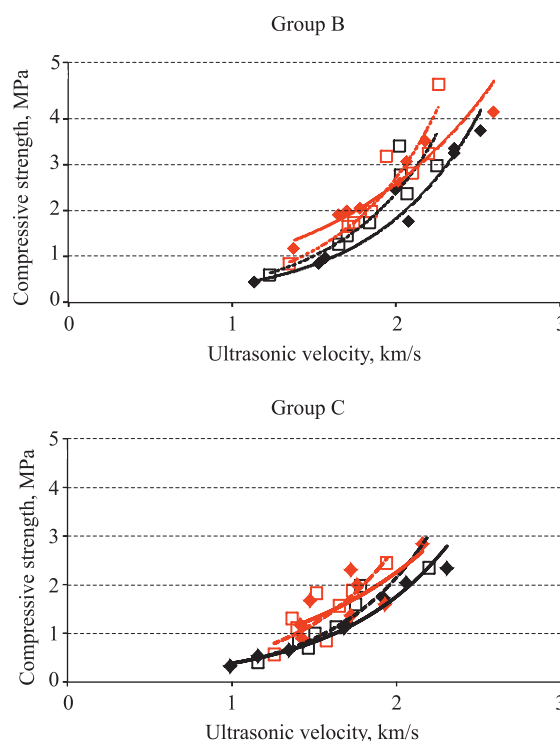 Group B
Compressive strength, MPa
5
4
3
2
1
0
0 1 2 3
Ultrasonic velocity, km/s
Group C
Compressive strength, MPa
5
4
3
2
1
0
0 1 2 3
Ultrasonic velocity, km/s